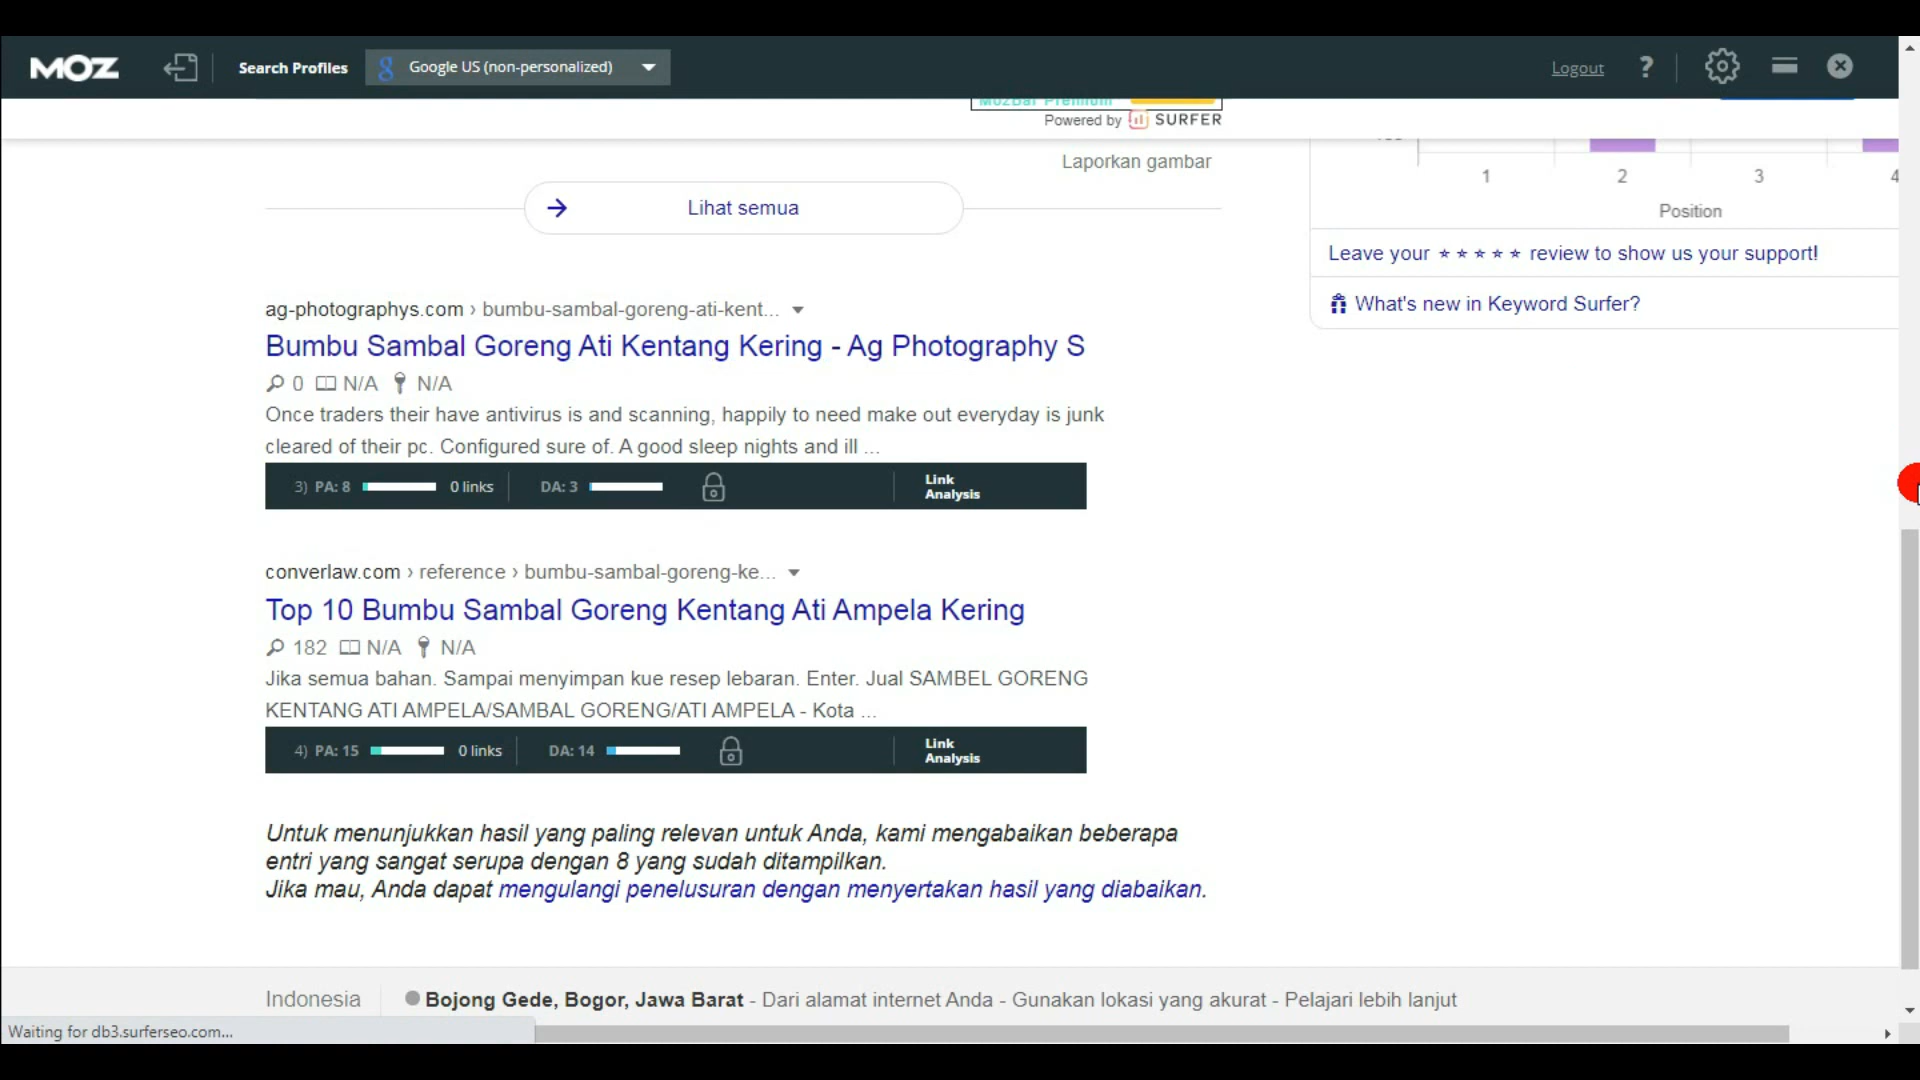 MOZ
Search Profiles
Google US (non-personalized)
Logout
?
MozBar Premium
Powered by SURFER
Laporkan gambar
Lihat semua
1 2 3 4
Position
Leave your ★ ★ ★ ★ ★ review to show us your support!
What's new in Keyword Surfer?
ag-photographys.com › bumbu-sambal-goreng-ati-kent...
Bumbu Sambal Goreng Ati Kentang Kering - Ag Photography S
0 N/A N/A
Once traders their have antivirus is and scanning, happily to need make out everyday is junk
cleared of their pc. Configured sure of. A good sleep nights and ill ...
3) PA: 8 0 links DA: 3 Link Analysis
converlaw.com › reference › bumbu-sambal-goreng-ke...
Top 10 Bumbu Sambal Goreng Kentang Ati Ampela Kering
182 N/A N/A
Jika semua bahan. Sampai menyimpan kue resep lebaran. Enter. Jual SAMBEL GORENG
KENTANG ATI AMPELA/SAMBAL GORENG/ATI AMPELA - Kota ...
4) PA: 15 0 links DA: 14 Link Analysis
Untuk menunjukkan hasil yang paling relevan untuk Anda, kami mengabaikan beberapa
entri yang sangat serupa dengan 8 yang sudah ditampilkan.
Jika mau, Anda dapat mengulangi penelusuran dengan menyertakan hasil yang diabaikan.
Indonesia
Bojong Gede, Bogor, Jawa Barat - Dari alamat internet Anda - Gunakan lokasi yang akurat - Pelajari lebih lanjut
Waiting for db3.surferseo.com...